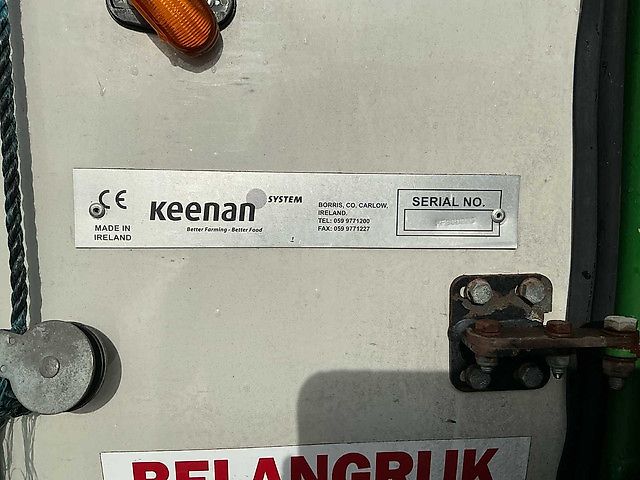 CE
MADE IN
IRELAND
Keenan SYSTEM
Better Farming - Better Food
BORRIS, CO, CARLOW,
IRELAND.
TEL: 059 9771200
FAX: 059 9771227
SERIAL NO.
BELANGRIJK